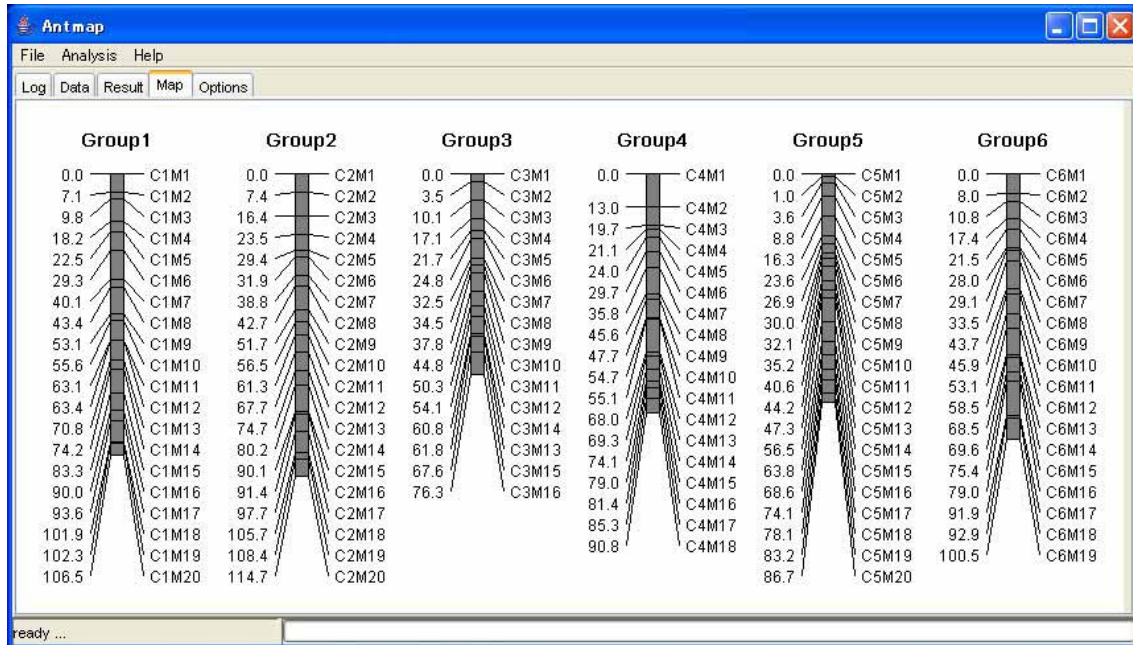 Antmap
File Analysis Help
Log Data Result Map Options
Group1
0.0 C1M1
7.1 C1M2
9.8 C1M3
18.2 C1M4
22.5 C1M5
29.3 C1M6
40.1 C1M7
43.4 C1M8
53.1 C1M9
55.6 C1M10
63.1 C1M11
63.4 C1M12
70.8 C1M13
74.2 C1M14
83.3 C1M15
90.0 C1M16
93.6 C1M17
101.9 C1M18
102.3 C1M19
106.5 C1M20
Group2
0.0 C2M1
7.4 C2M2
16.4 C2M3
23.5 C2M4
29.4 C2M5
31.9 C2M6
38.8 C2M7
42.7 C2M8
51.7 C2M9
56.5 C2M10
61.3 C2M11
67.7 C2M12
74.7 C2M13
80.2 C2M14
90.1 C2M15
91.4 C2M16
97.7 C2M17
105.7 C2M18
108.4 C2M19
114.7 C2M20
Group3
0.0 C3M1
3.5 C3M2
10.1 C3M3
17.1 C3M4
21.7 C3M5
24.8 C3M6
32.5 C3M7
34.5 C3M8
37.8 C3M9
44.8 C3M10
50.3 C3M11
54.1 C3M12
60.8 C3M14
61.8 C3M13
67.6 C3M15
76.3 C3M16
Group4
0.0 C4M1
13.0 C4M2
19.7 C4M3
21.1 C4M4
24.0 C4M5
29.7 C4M6
35.8 C4M7
45.6 C4M8
47.7 C4M9
54.7 C4M10
55.1 C4M11
68.0 C4M12
69.3 C4M13
74.1 C4M14
79.0 C4M15
81.4 C4M16
85.3 C4M17
90.8 C4M18
Group5
0.0 C5M1
1.0 C5M2
3.6 C5M3
8.8 C5M4
16.3 C5M5
23.6 C5M6
26.9 C5M7
30.0 C5M8
32.1 C5M9
35.2 C5M10
40.6 C5M11
44.2 C5M12
47.3 C5M13
56.5 C5M14
63.8 C5M15
68.6 C5M16
74.1 C5M17
78.1 C5M18
83.2 C5M19
86.7 C5M20
Group6
0.0 C6M1
8.0 C6M2
10.8 C6M3
17.4 C6M4
21.5 C6M5
28.0 C6M6
29.1 C6M7
33.5 C6M8
43.7 C6M9
45.9 C6M10
53.1 C6M11
58.5 C6M12
68.5 C6M13
69.6 C6M14
75.4 C6M15
79.0 C6M16
91.9 C6M17
92.9 C6M18
100.5 C6M19
ready ...